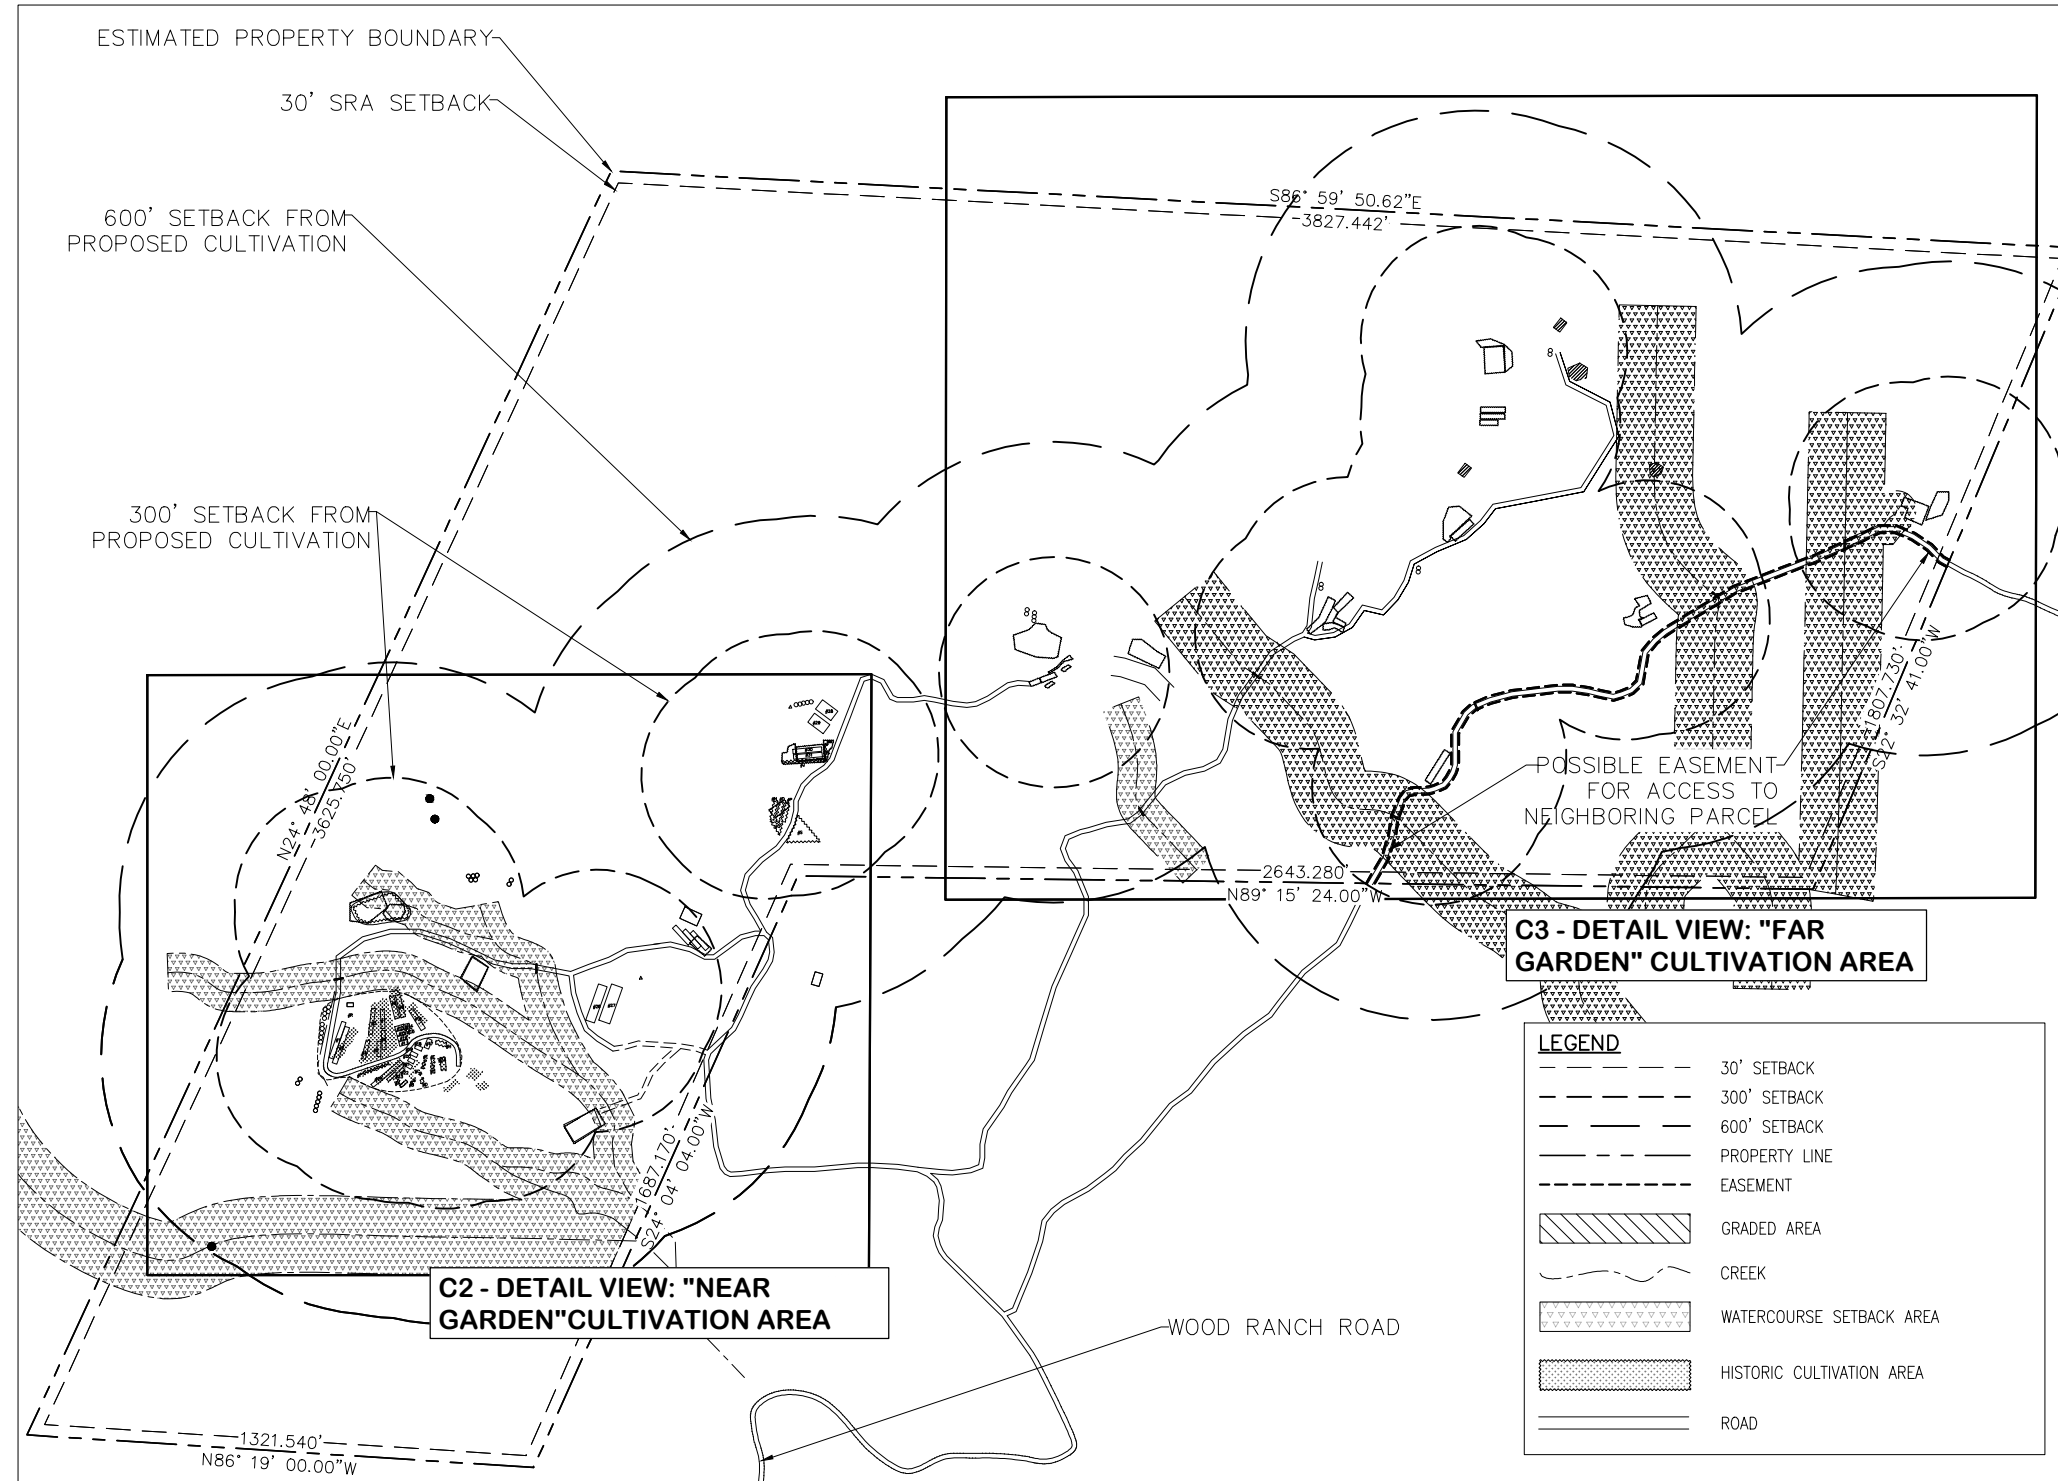 ESTIMATED PROPERTY BOUNDARY
30' SRA SETBACK
600' SETBACK FROM
PROPOSED CULTIVATION
300' SETBACK FROM
PROPOSED CULTIVATION
S86° 59' 50.62"E
3827.442'
N24° 48' 00.00"E
3625.150'
1807.730'
S22° 32' 41.00"W
POSSIBLE EASEMENT
FOR ACCESS TO
NEIGHBORING PARCEL
2643.280'
N89° 15' 24.00"W
C3 - DETAIL VIEW: "FAR
GARDEN" CULTIVATION AREA
1687.170'
S24° 04' 04.00"W
C2 - DETAIL VIEW: "NEAR
GARDEN"CULTIVATION AREA
WOOD RANCH ROAD
1321.540'
N86° 19' 00.00"W
LEGEND
30' SETBACK
300' SETBACK
600' SETBACK
PROPERTY LINE
EASEMENT
GRADED AREA
CREEK
WATERCOURSE SETBACK AREA
HISTORIC CULTIVATION AREA
ROAD